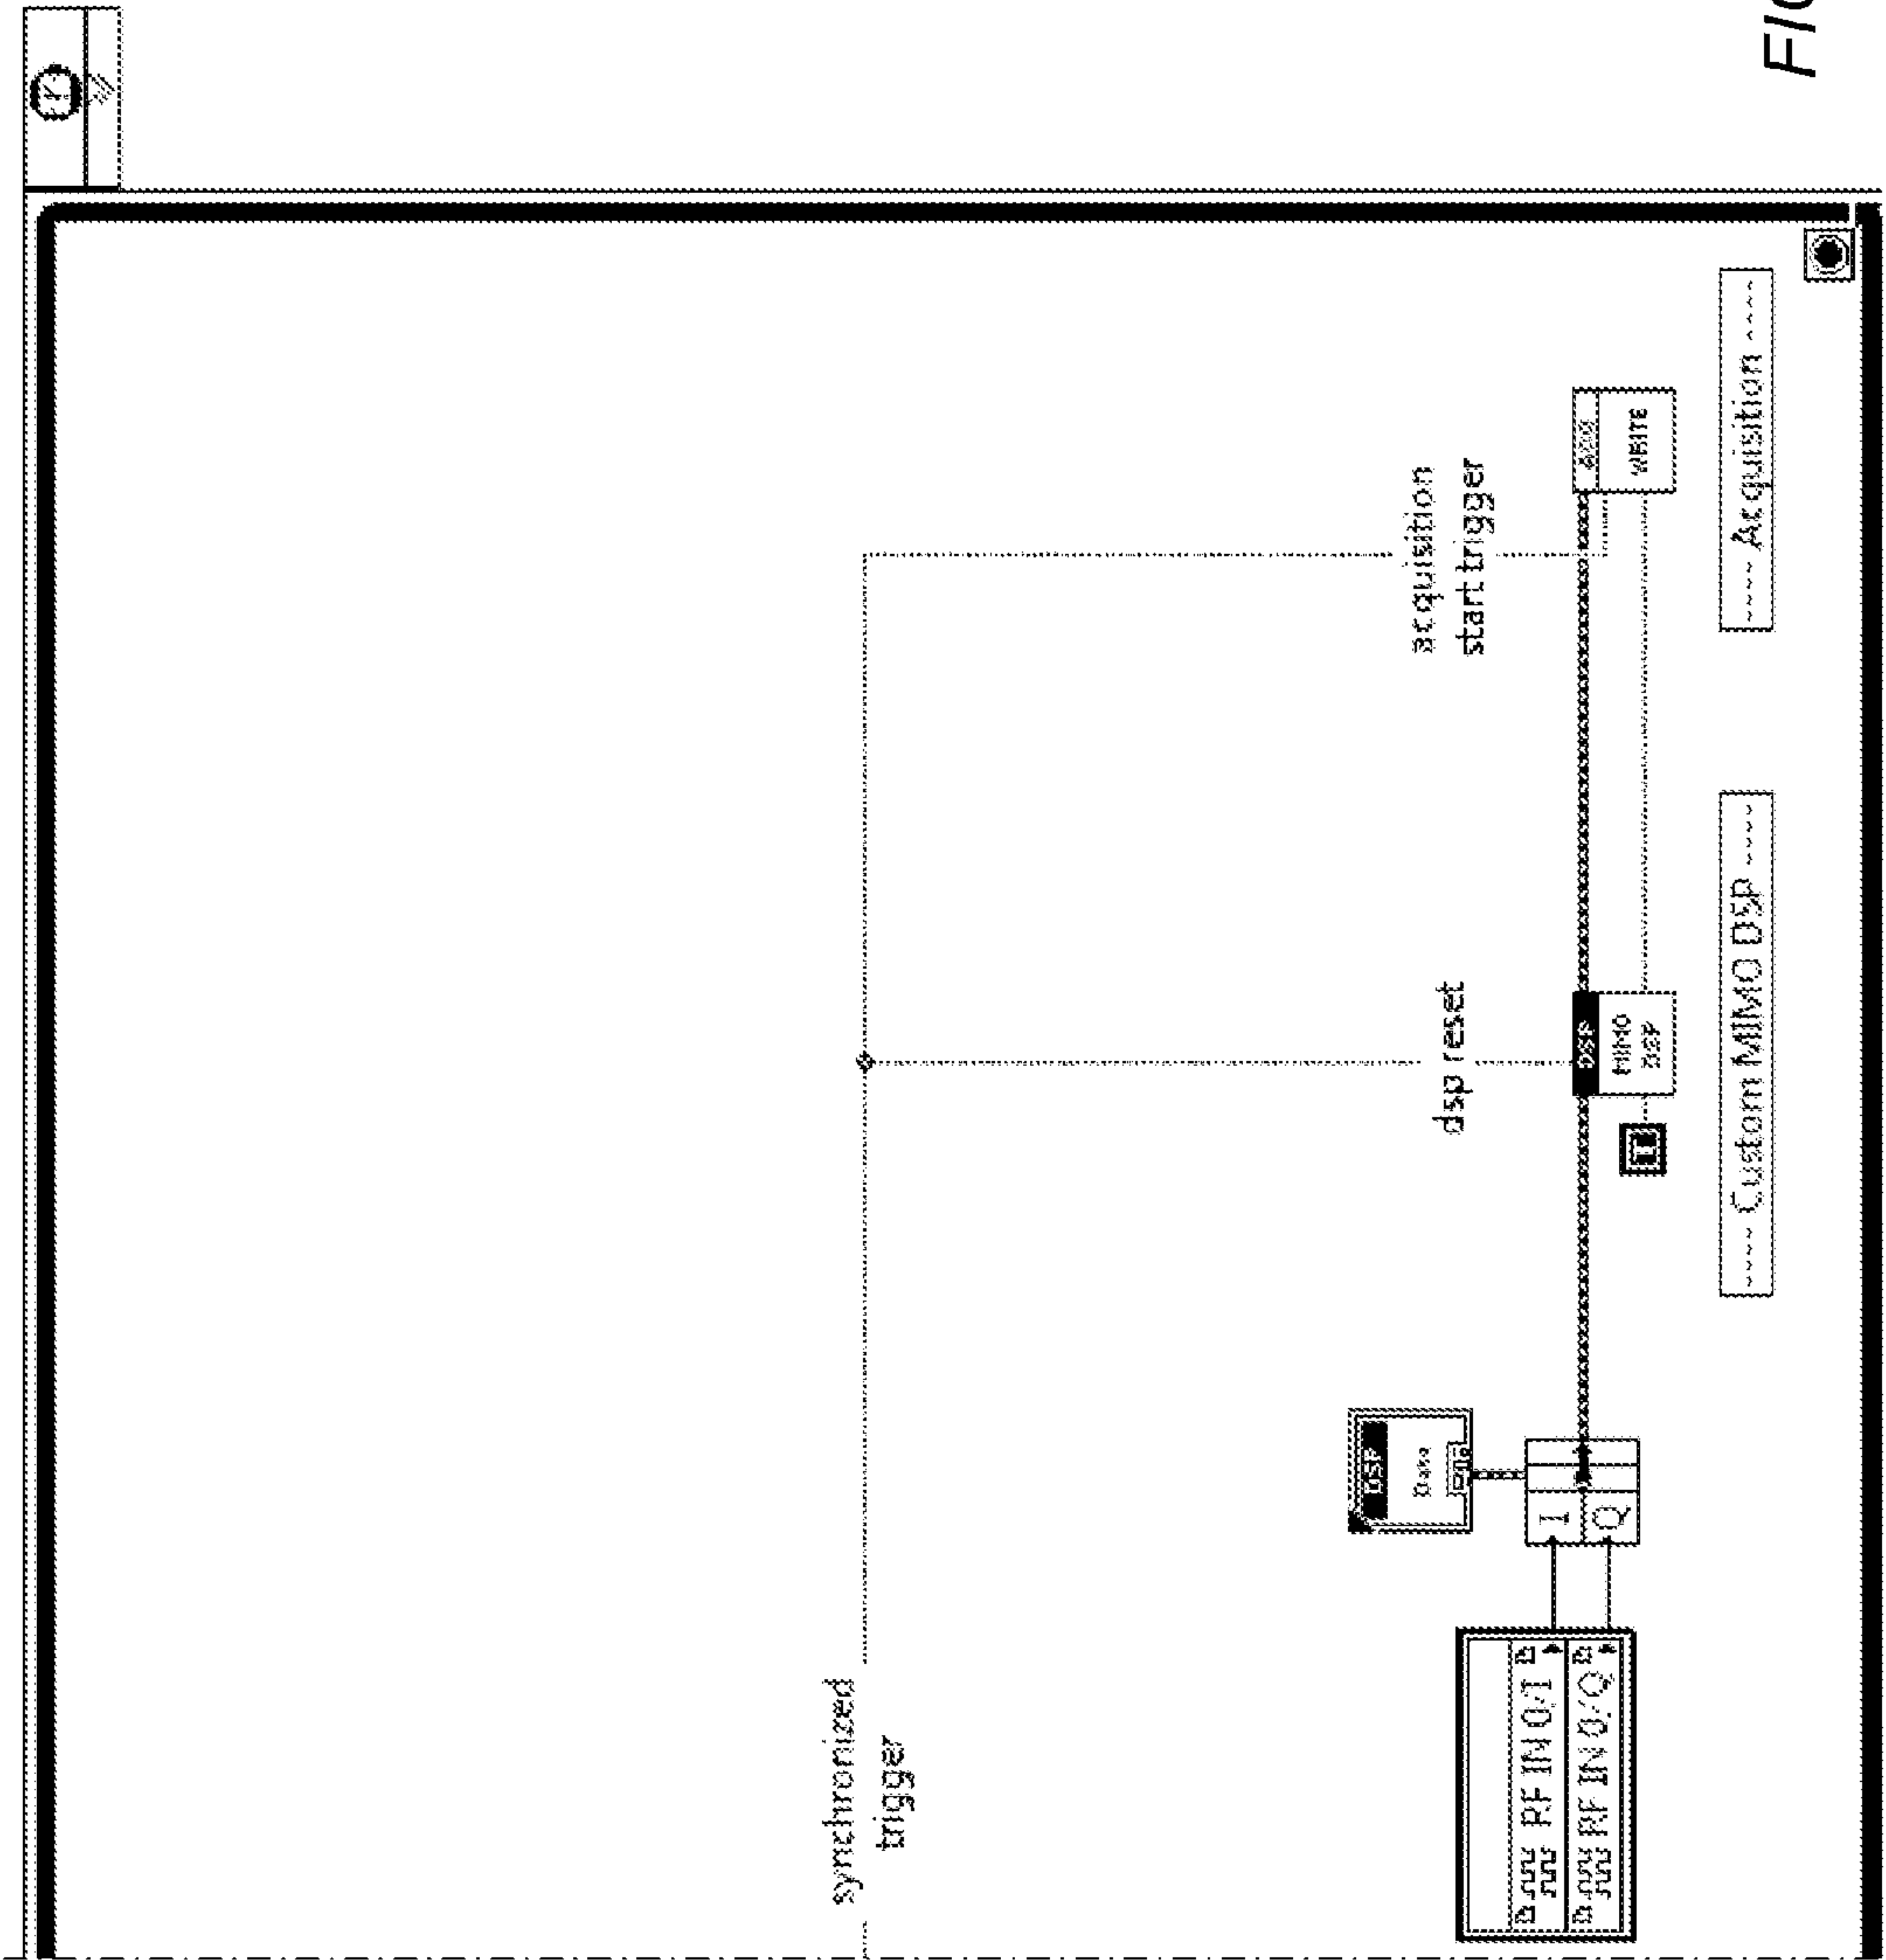 synchronized
trigger
dsp reset
acquisition
start trigger
DSP
Data
RF IN 0/I
RF IN 0/Q
I
Q
DSP
MIMO
DSP
T
WRITE
---- Custom MIMO DSP ----
---- Acquisition ----